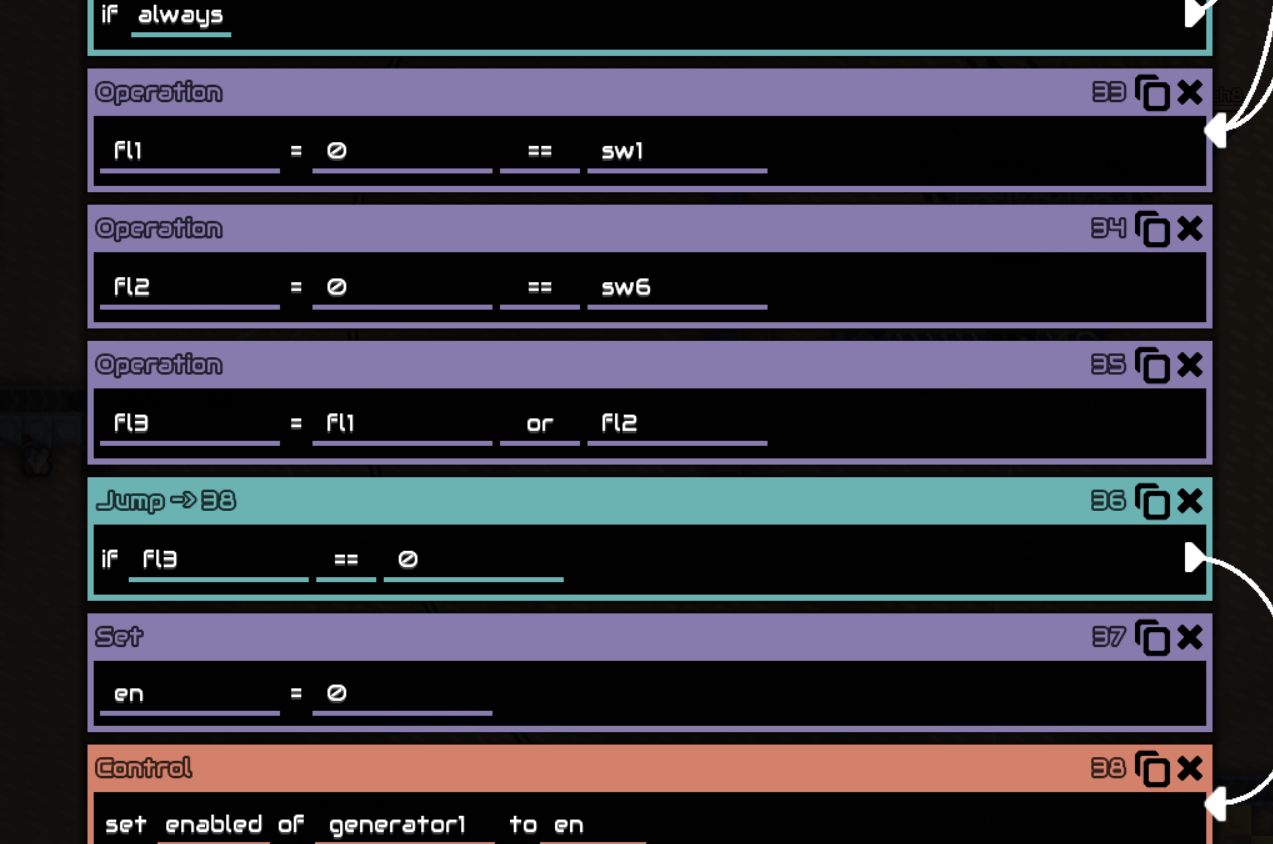 if always
Operation 33
fl1 = 0 == sw1
Operation 34
fl2 = 0 == sw6
Operation 35
fl3 = fl1 or fl2
Jump -> 38 36
if fl3 == 0
Set 37
en = 0
Control 38
set enabled of generator1 to en